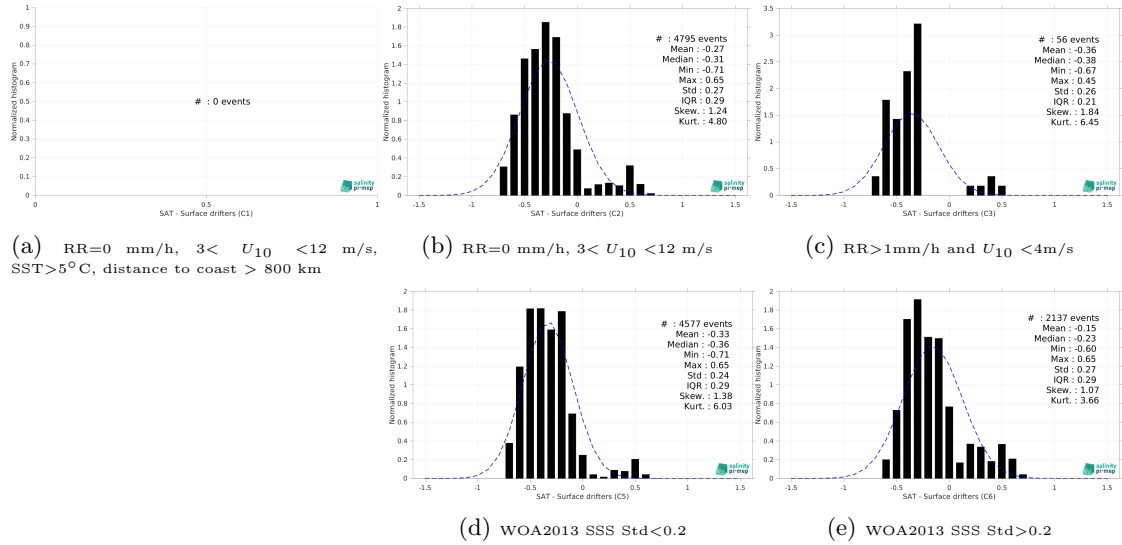 1
0.9
0.8
0.7
0.6
0.5
0.4
0.3
0.2
0.1
0
Normalized histogram
# : 0 events
0 0.5 1
SAT - Surface drifters (C1)
salinity
pi-mep
(a) RR=0 mm/h, 3< U10 <12 m/s,
SST>5°C, distance to coast > 800 km
2
1.8
1.6
1.4
1.2
1
0.8
0.6
0.4
0.2
0
Normalized histogram
# : 4795 events
Mean : -0.27
Median : -0.31
Min : -0.71
Max : 0.65
Std : 0.27
IQR : 0.29
Skew. : 1.24
Kurt. : 4.80
-1.5 -1 -0.5 0 0.5 1 1.5
SAT - Surface drifters (C2)
salinity
pi-mep
(b) RR=0 mm/h, 3< U10 <12 m/s
3.5
3
2.5
2
1.5
1
0.5
0
Normalized histogram
# : 56 events
Mean : -0.36
Median : -0.38
Min : -0.67
Max : 0.45
Std : 0.26
IQR : 0.21
Skew. : 1.84
Kurt. : 6.45
-1.5 -1 -0.5 0 0.5 1 1.5
SAT - Surface drifters (C3)
salinity
pi-mep
(c) RR>1mm/h and U10 <4m/s
2
1.8
1.6
1.4
1.2
1
0.8
0.6
0.4
0.2
0
Normalized histogram
# : 4577 events
Mean : -0.33
Median : -0.36
Min : -0.71
Max : 0.65
Std : 0.24
IQR : 0.29
Skew. : 1.38
Kurt. : 6.03
-1.5 -1 -0.5 0 0.5 1 1.5
SAT - Surface drifters (C5)
salinity
pi-mep
(d) WOA2013 SSS Std<0.2
2
1.8
1.6
1.4
1.2
1
0.8
0.6
0.4
0.2
0
Normalized histogram
# : 2137 events
Mean : -0.15
Median : -0.23
Min : -0.60
Max : 0.65
Std : 0.27
IQR : 0.29
Skew. : 1.07
Kurt. : 3.66
-1.5 -1 -0.5 0 0.5 1 1.5
SAT - Surface drifters (C6)
salinity
pi-mep
(e) WOA2013 SSS Std>0.2